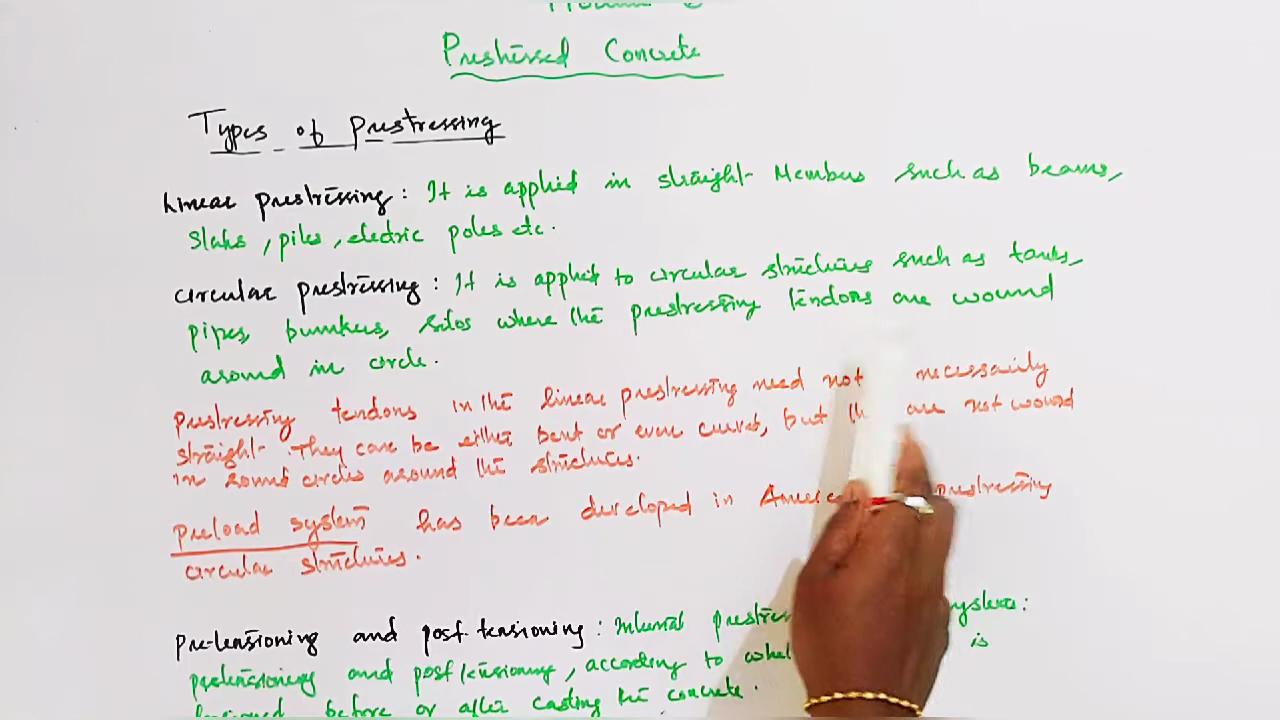 Prestressed Concrete
Types of prestressing
Linear prestressing: It is applied in straight Members such as beams,
Slabs, piles, electric poles etc.
Circular prestressing: It is applied to circular structures such as tanks,
pipes, bunkers, silos where the prestressing tendons are wound
around in circle.
Prestressing tendons in the linear prestressing need not necessarily
straight. They can be either bent or even curved, but are not wound
in round circles around the structures.
Preload system has been developed in prestressing
circular structures.
Pre-tensioning and post-tensioning: Internal
pretensioning and post tensioning, according to is
before or after casting the concrete.